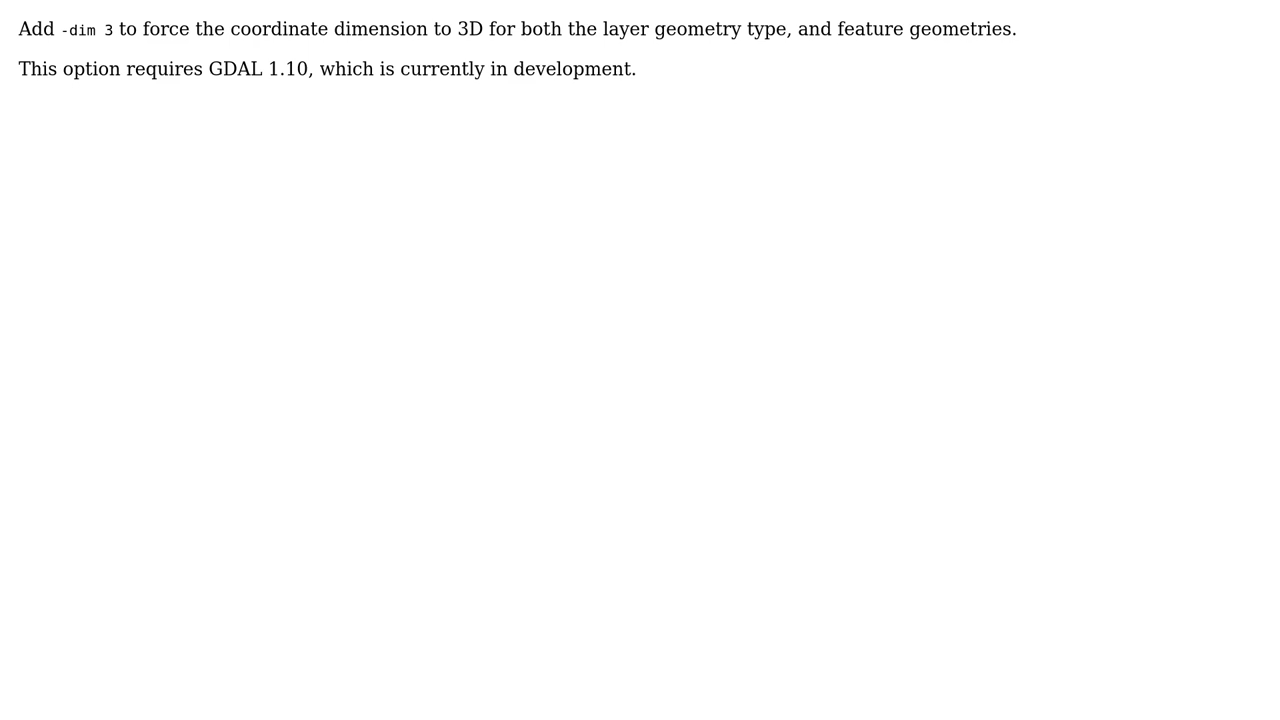 Add -dim 3 to force the coordinate dimension to 3D for both the layer geometry type, and feature geometries.
This option requires GDAL 1.10, which is currently in development.